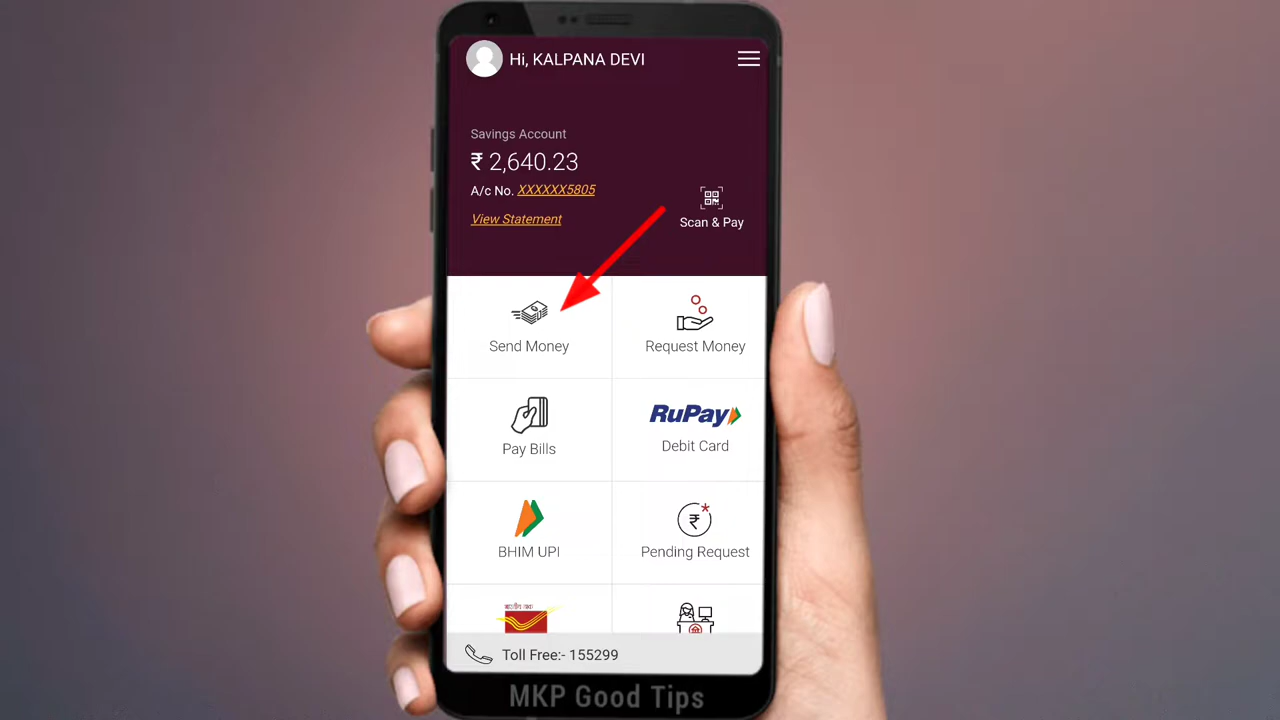 Hi, KALPANA DEVI
Savings Account
₹ 2,640.23
A/c No. XXXXXX5805
View Statement
Scan & Pay
Send Money
Request Money
Pay Bills
RuPay
Debit Card
BHIM UPI
Pending Request
भारतीय डाक
Toll Free:- 155299
MKP Good Tips